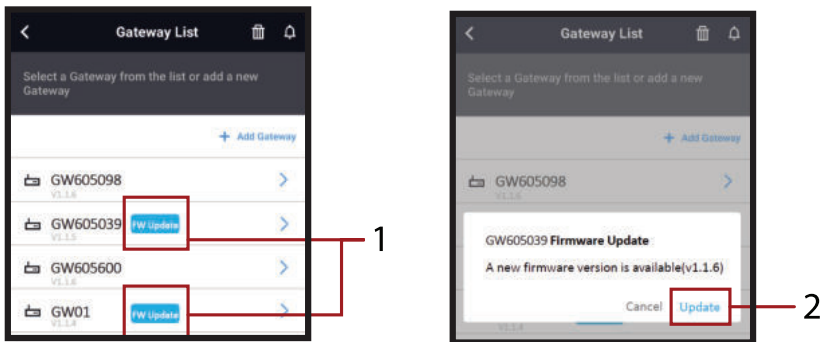 Gateway List
Select a Gateway from the list or add a new
Gateway
+ Add Gateway
GW605098
V1.1.6
GW605039 FW Update
V1.1.5
GW605600
V1.1.6
GW01 FW Update
V1.1.4
1
Gateway List
Select a Gateway from the list or add a new
Gateway
+ Add Gateway
GW605098
V1.1.6
GW605039 Firmware Update
A new firmware version is available(v1.1.6)
Cancel Update
V1.1.4
2